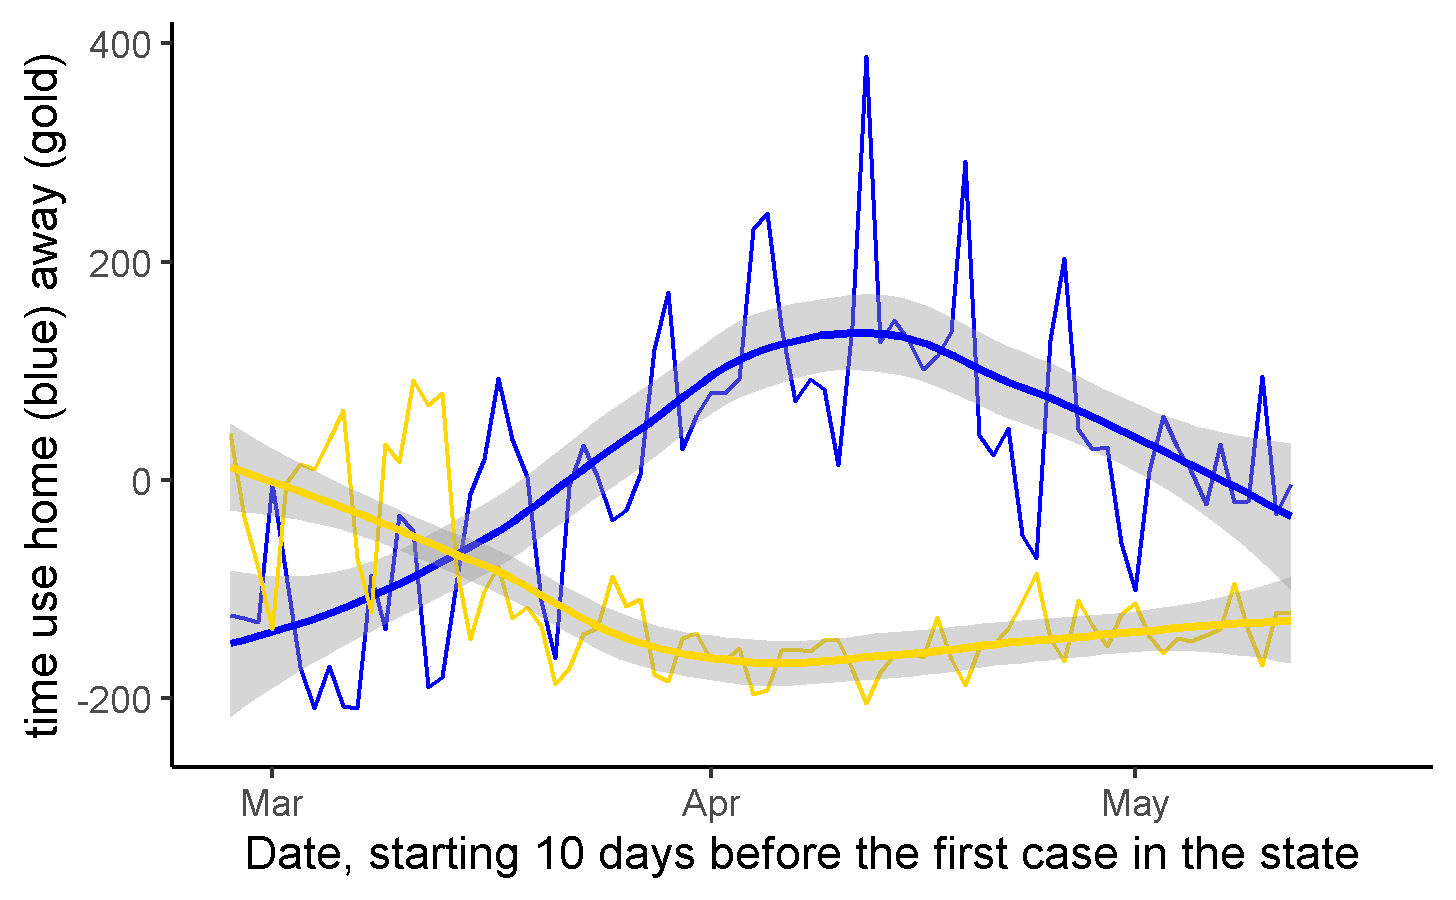 time use home (blue) away (gold)
400
200
0
-200
Mar
Apr
May
Date, starting 10 days before the first case in the state